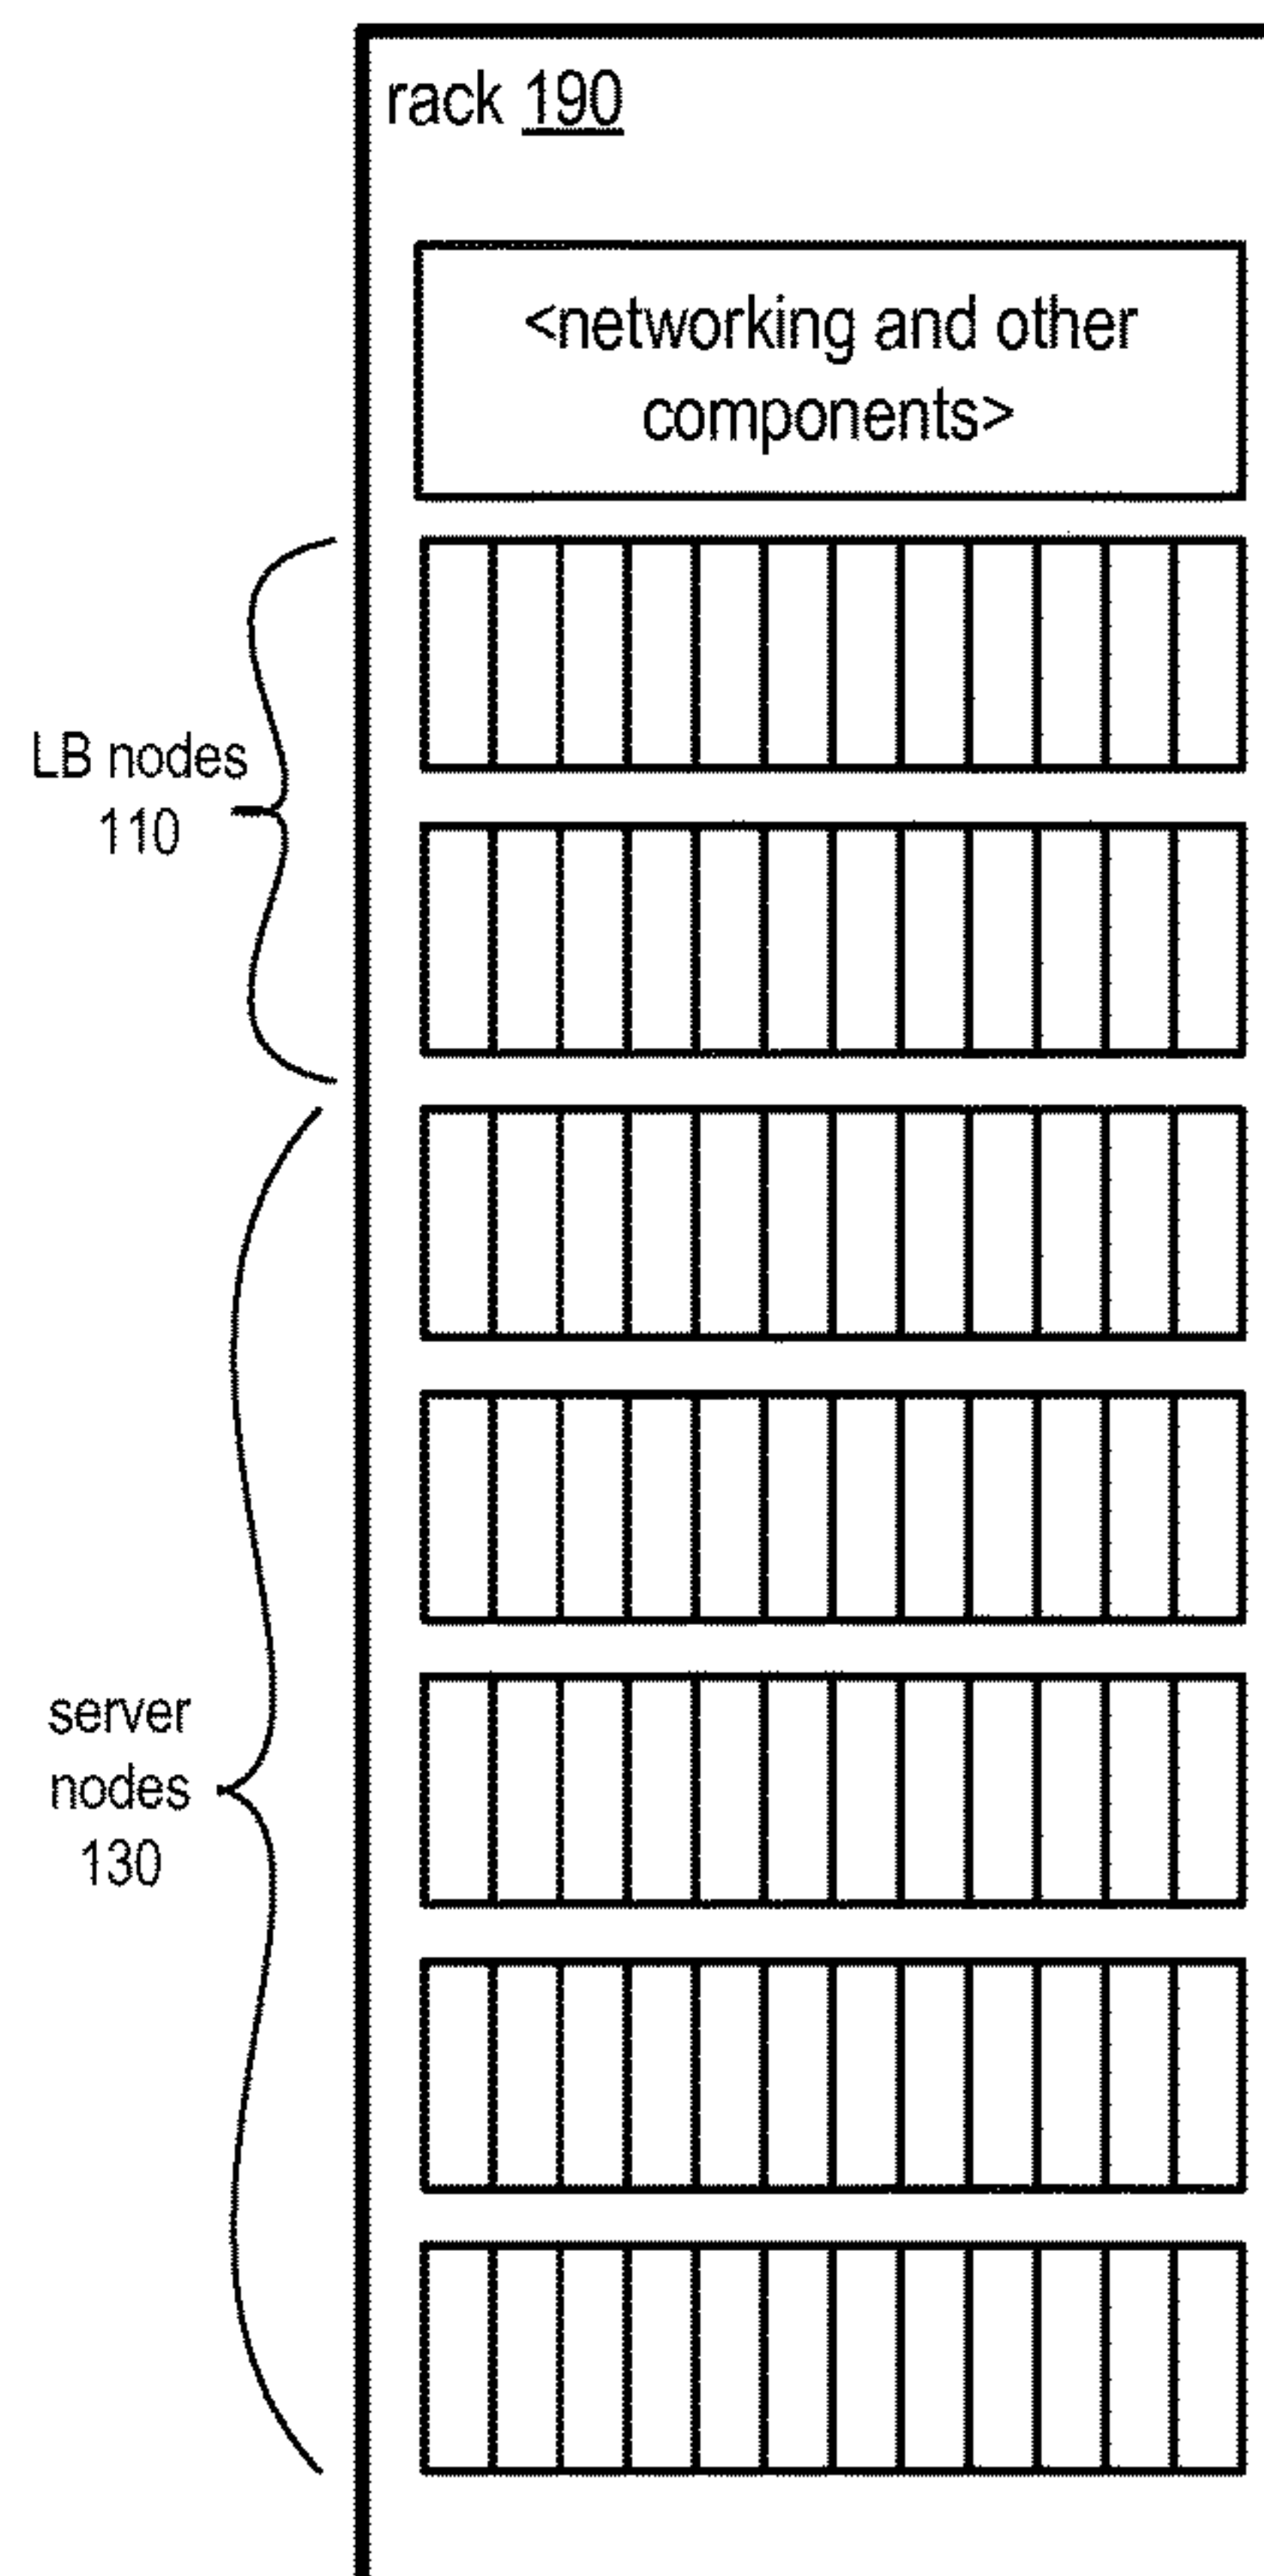 rack 190
<networking and other
components>
LB nodes
110
server
nodes
130